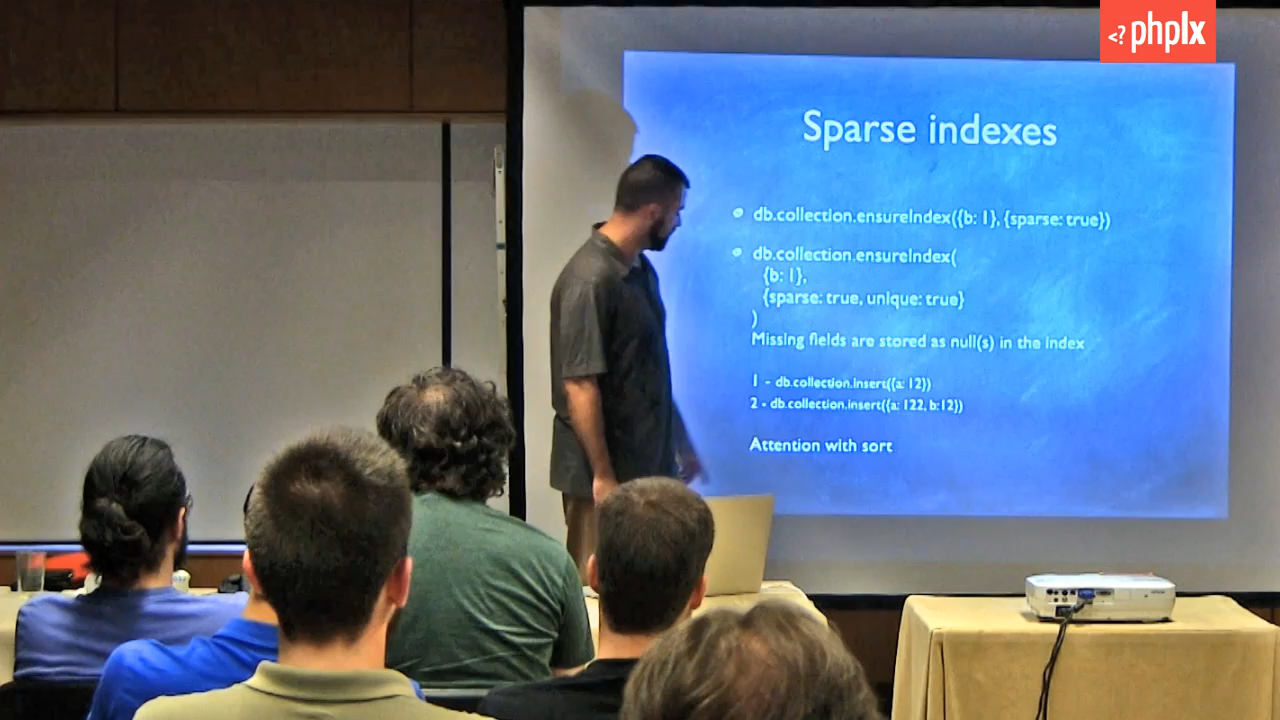 <? phplx
Sparse indexes
db.collection.ensureIndex({b: 1}, {sparse: true})
db.collection.ensureIndex(
{b: 1},
{sparse: true, unique: true}
)
Missing fields are stored as null(s) in the index
1 - db.collection.insert({a: 12})
2 - db.collection.insert({a: 122, b:12})
Attention with sort